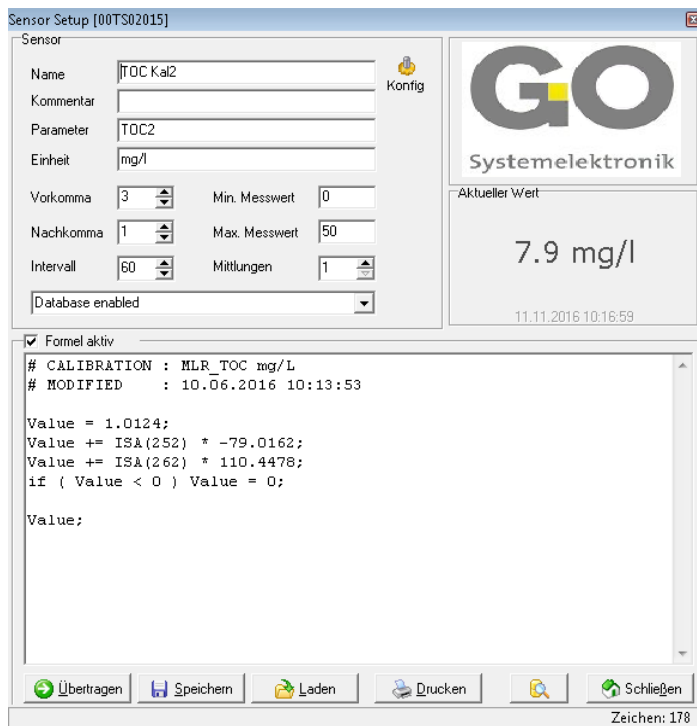 Sensor Setup [00TS02015]
Sensor
Name TOC Kal2
Konfig
Kommentar
Parameter TOC2
Einheit mg/l
Vorkomma 3 Min. Messwert 0
Nachkomma 1 Max. Messwert 50
Intervall 60 Mittlungen 1
Database enabled
GO
Systemelektronik
Aktueller Wert
7.9 mg/l
11.11.2016 10:16:59
Formel aktiv
# CALIBRATION : MLR_TOC mg/L
# MODIFIED    : 10.06.2016 10:13:53
Value = 1.0124;
Value += ISA(252) * -79.0162;
Value += ISA(262) * 110.4478;
if ( Value < 0 ) Value = 0;
Value;
Übertragen Speichern Laden Drucken Schließen
Zeichen: 178